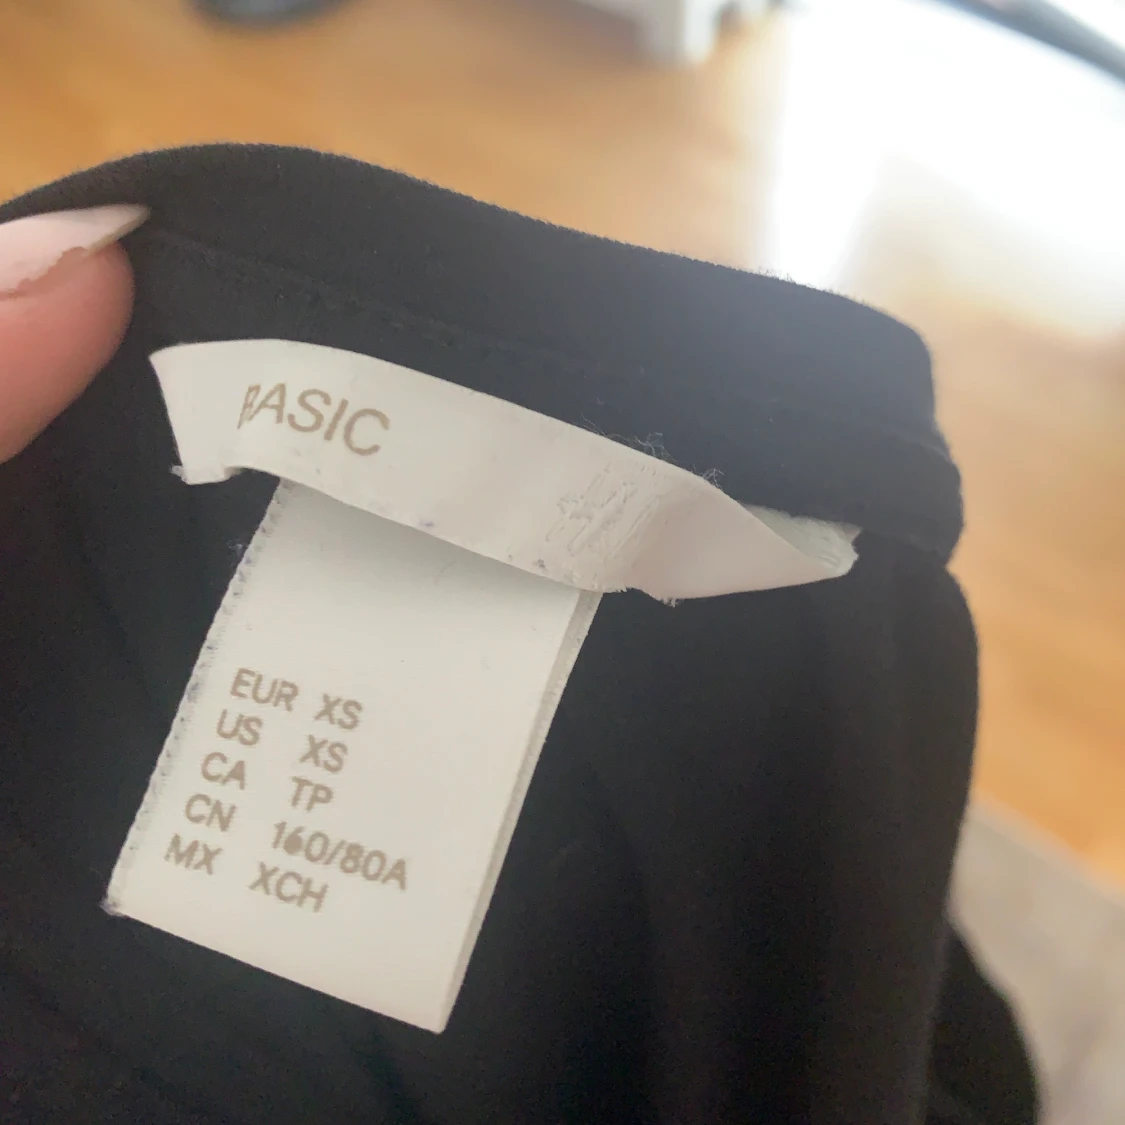 BASIC
EUR XS
US XS
CA TP
CN 160/80A
MX XCH